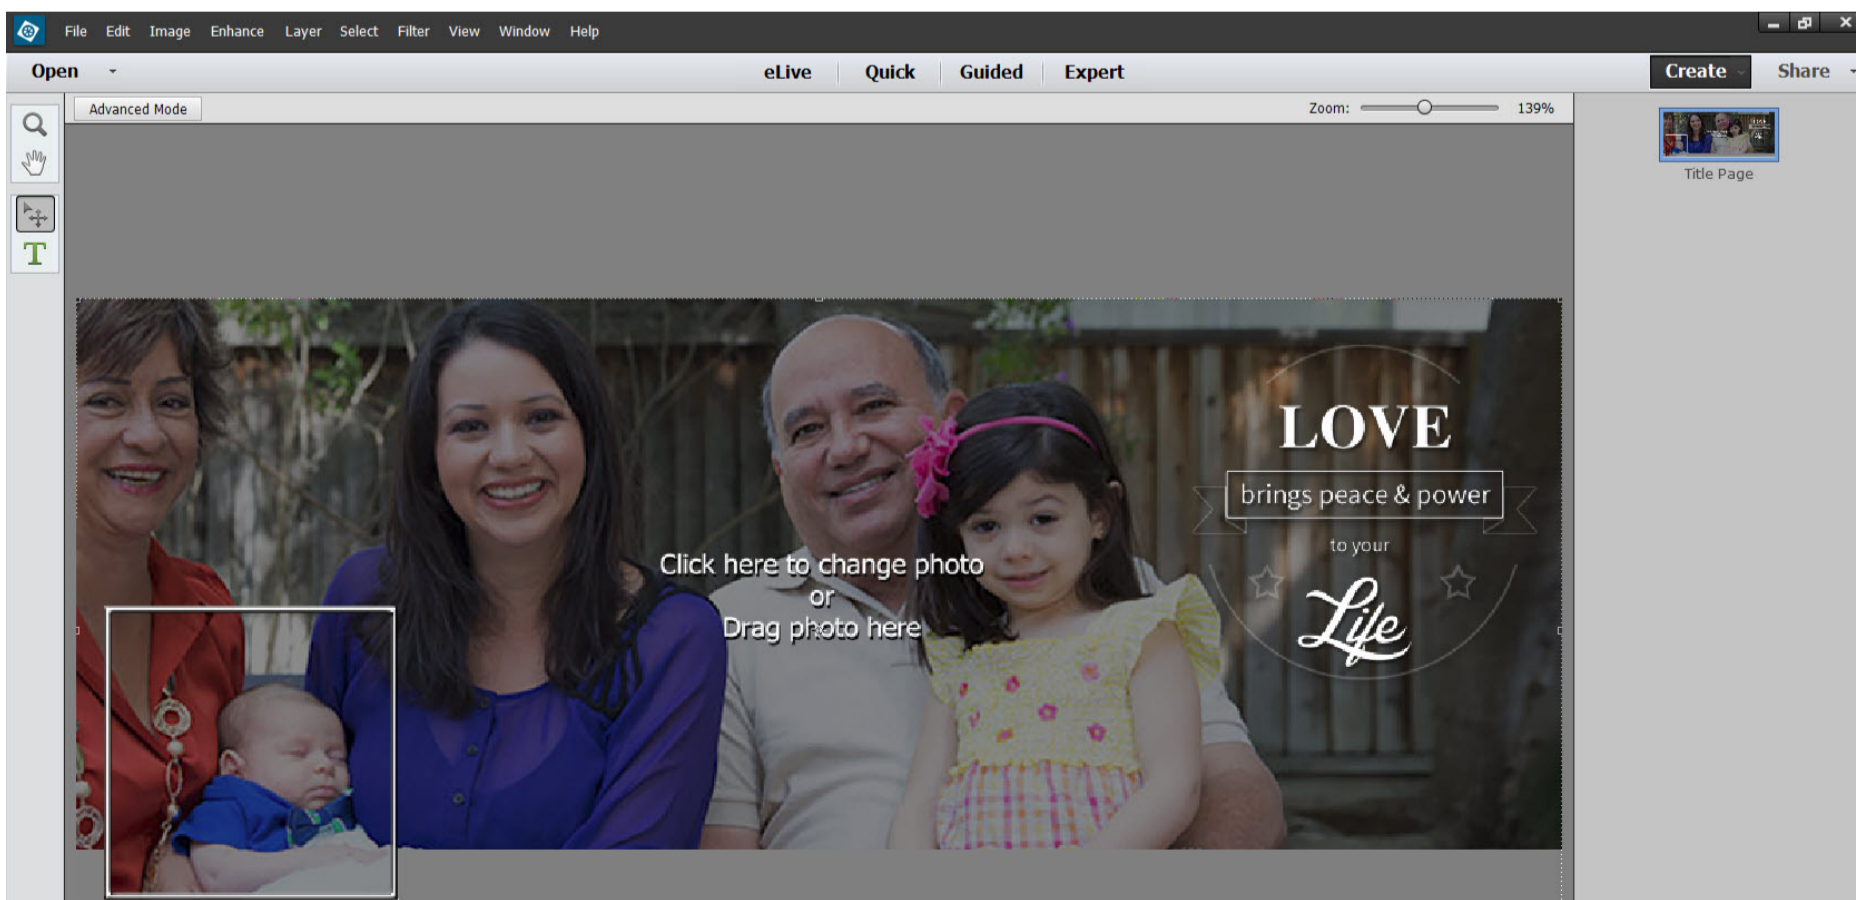 File Edit Image Enhance Layer Select Filter View Window Help
Open eLive Quick Guided Expert Create Share
Advanced Mode Zoom: 139%
Title Page
LOVE
brings peace & power
to your
Life
Click here to change photo
or
Drag photo here
T